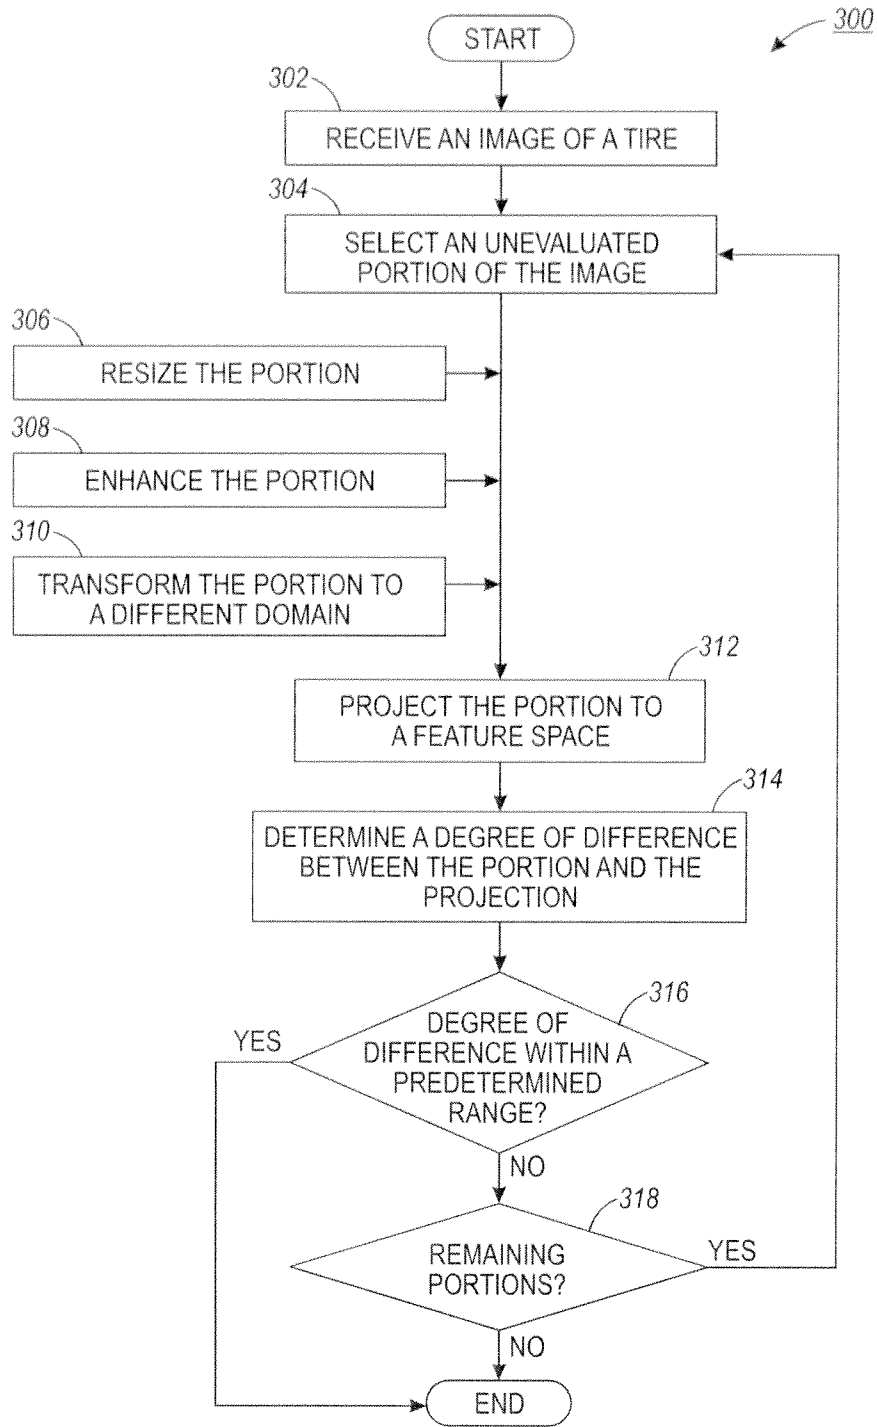 300
START
302
RECEIVE AN IMAGE OF A TIRE
304
SELECT AN UNEVALUATED
PORTION OF THE IMAGE
306
RESIZE THE PORTION
308
ENHANCE THE PORTION
310
TRANSFORM THE PORTION TO
A DIFFERENT DOMAIN
312
PROJECT THE PORTION TO
A FEATURE SPACE
314
DETERMINE A DEGREE OF DIFFERENCE
BETWEEN THE PORTION AND THE
PROJECTION
316
YES
DEGREE OF
DIFFERENCE WITHIN A
PREDETERMINED
RANGE?
NO
318
REMAINING
PORTIONS?
YES
NO
END